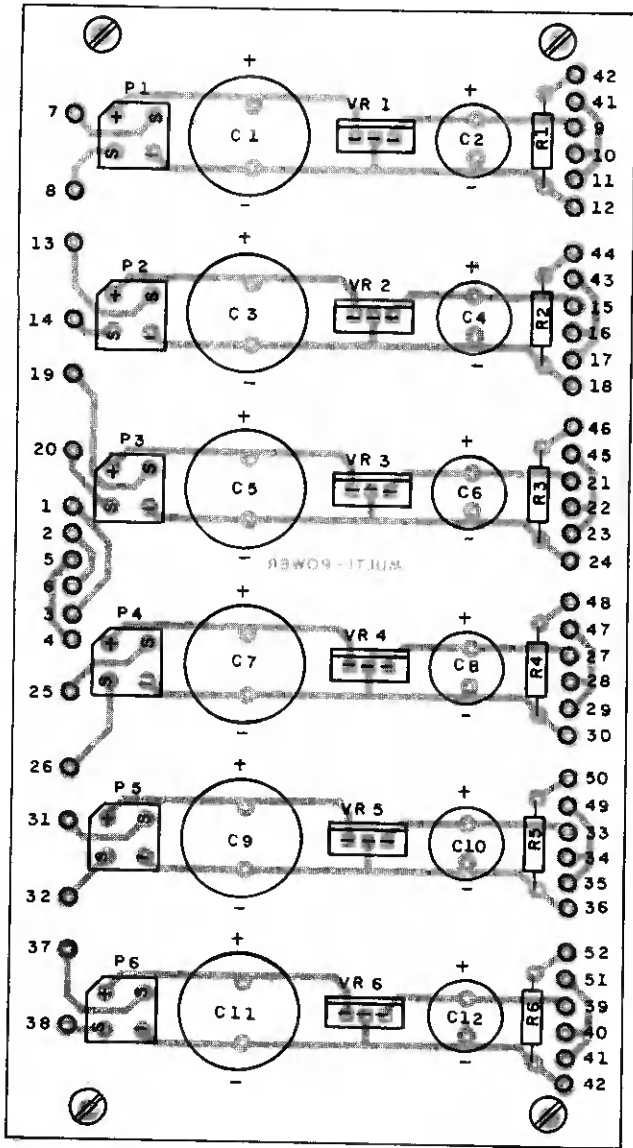 P1
+
VR 1
+
42
7
+
S
C1
C2
R1
41
9
S
-
10
8
-
-
11
12
13
P2
+
+
44
43
+
S
C3
VR 2
C4
R2
15
14
S
-
16
-
-
17
19
18
20
P3
+
+
46
45
+
S
C5
VR 3
C6
R3
21
1
S
-
22
2
-
-
23
5
MULTI-POWER
24
6
3
P4
+
+
48
4
+
S
C7
VR 4
C8
R4
47
27
25
S
-
28
-
-
29
26
30
P5
+
+
50
31
+
S
C9
VR 5
C10
R5
49
33
S
-
34
32
-
-
35
36
37
P6
+
+
52
51
+
S
C11
VR 6
C12
R6
39
38
S
-
40
-
-
41
42